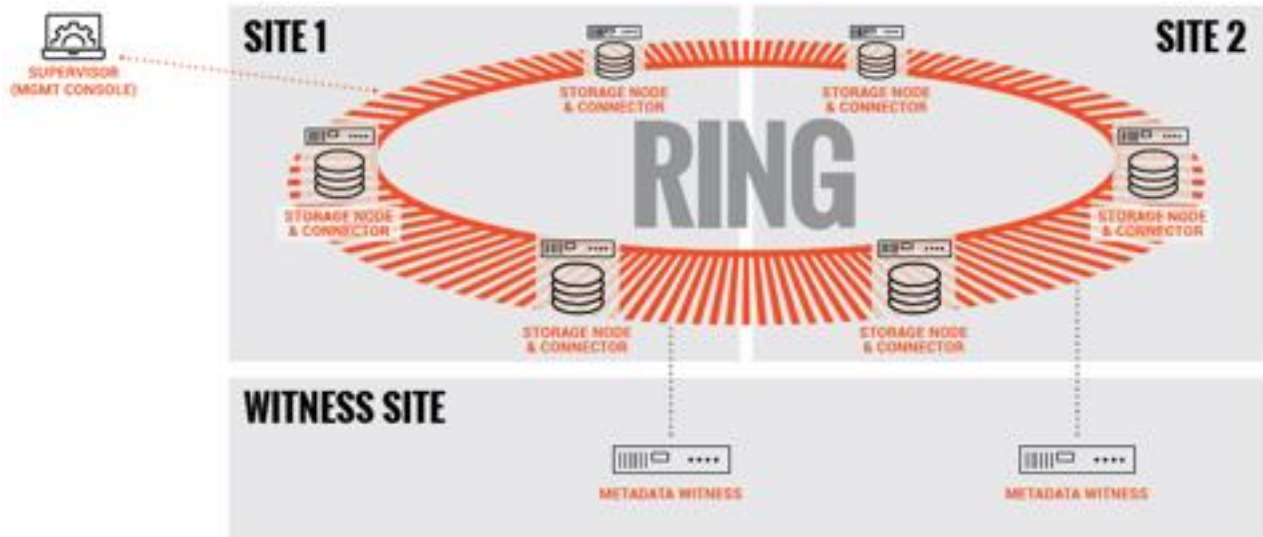 SITE 1
SITE 2
SUPERVISOR
(MGMT CONSOLE)
STORAGE NODE
& CONNECTOR
STORAGE NODE
& CONNECTOR
RING
STORAGE NODE
& CONNECTOR
STORAGE NODE
& CONNECTOR
STORAGE NODE
& CONNECTOR
STORAGE NODE
& CONNECTOR
WITNESS SITE
METADATA WITNESS
METADATA WITNESS